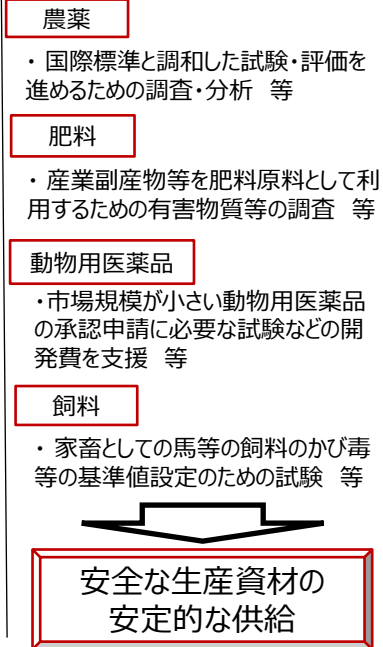 農薬
・ 国際標準と調和した試験・評価を
進めるための調査・分析　等
肥料
・ 産業副産物等を肥料原料として利
用するための有害物質等の調査　等
動物用医薬品
・市場規模が小さい動物用医薬品
の承認申請に必要な試験などの開
発費を支援　等
飼料
・ 家畜としての馬等の飼料のかび毒
等の基準値設定のための試験　等
安全な生産資材の
安定的な供給